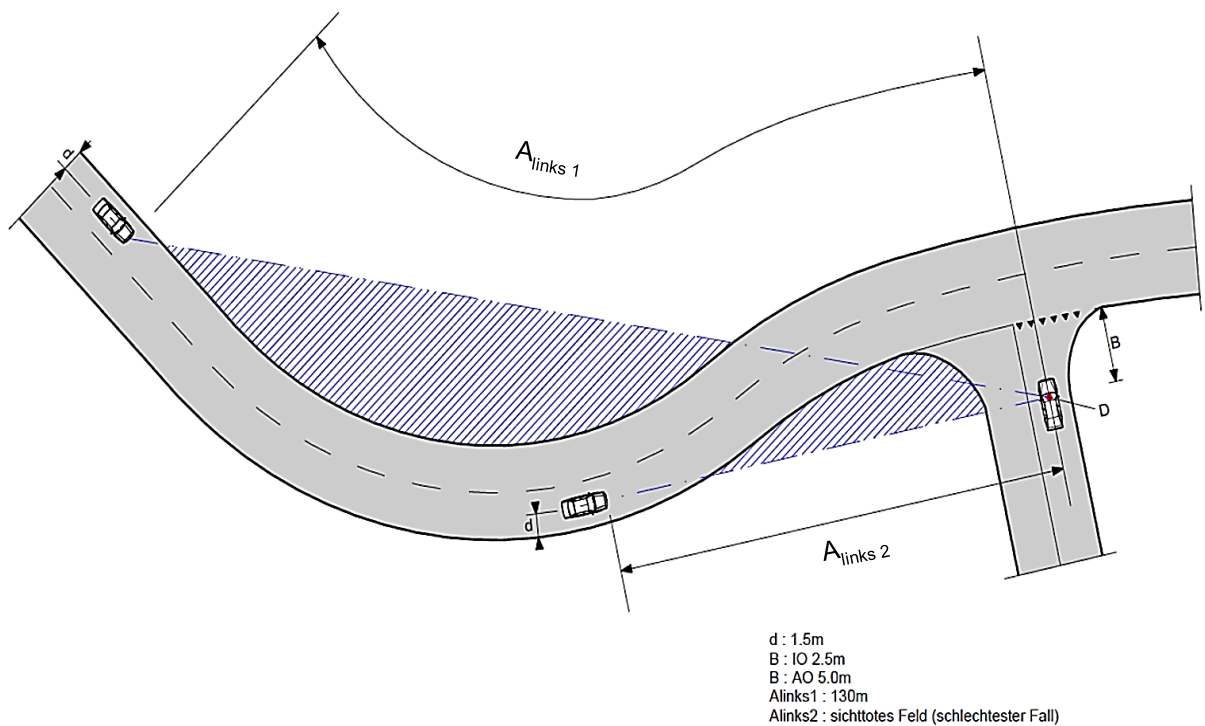 A links 1
d
B
D
d
A links 2
d : 1.5m
B : IO 2.5m
B : AO 5.0m
Alinks1 : 130m
Alinks2 : sichttotes Feld (schlechtester Fall)